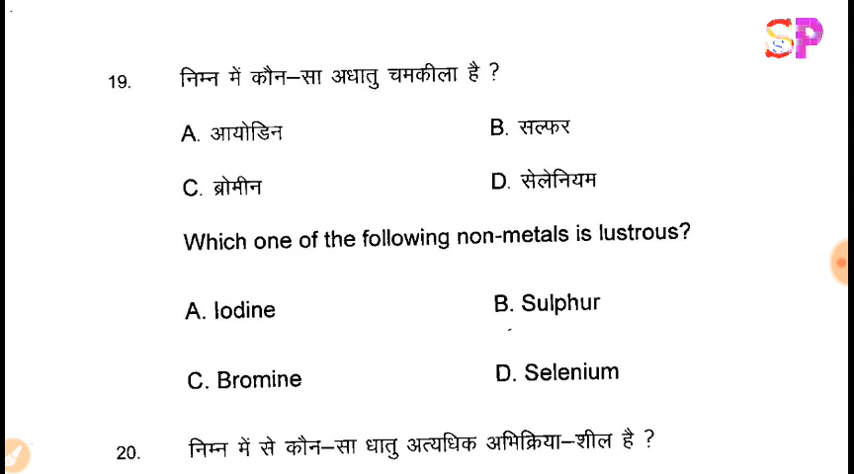 SP
19. निम्न में कौन–सा अधातु चमकीला है ?
A. आयोडिन B. सल्फर
C. ब्रोमीन D. सेलेनियम
Which one of the following non-metals is lustrous?
A. Iodine B. Sulphur
C. Bromine D. Selenium
20. निम्न में से कौन–सा धातु अत्यधिक अभिक्रिया–शील है ?